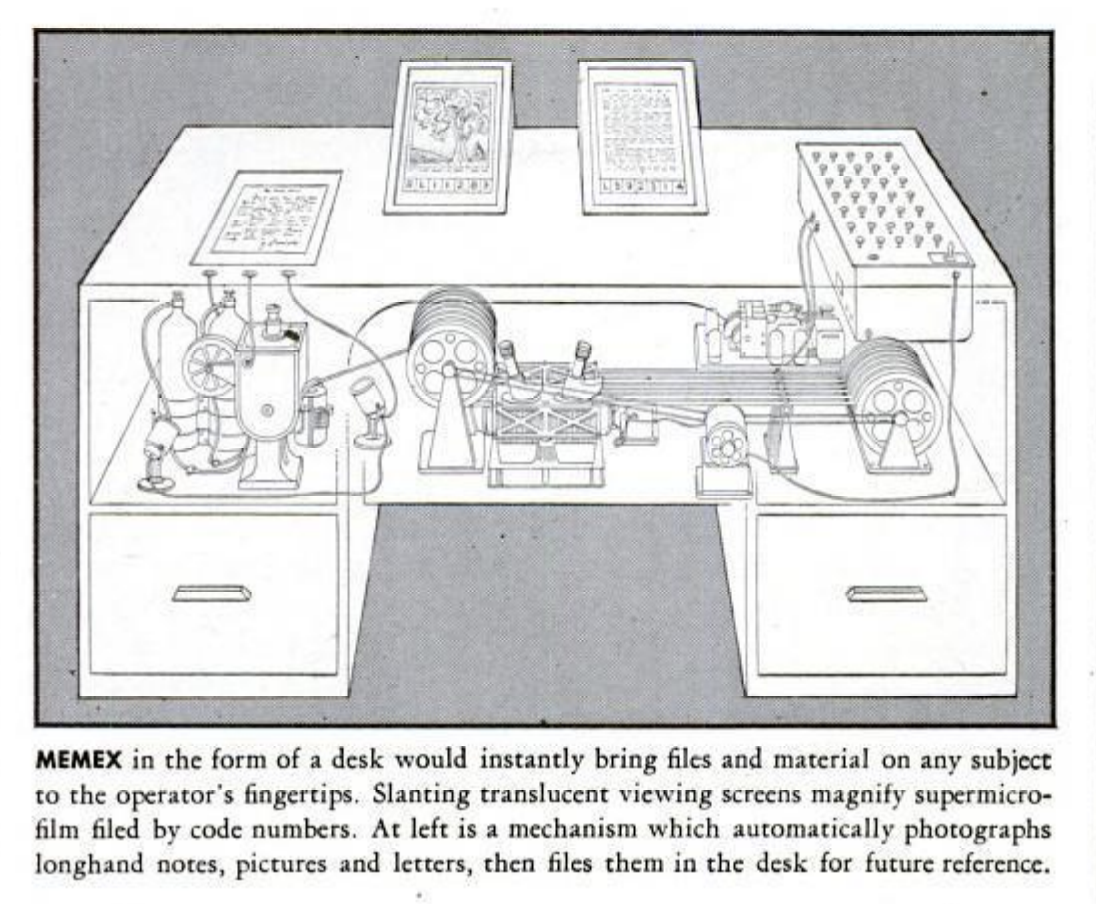 MEMEX in the form of a desk would instantly bring files and material on any subject
to the operator's fingertips. Slanting translucent viewing screens magnify supermicro-
film filed by code numbers. At left is a mechanism which automatically photographs
longhand notes, pictures and letters, then files them in the desk for future reference.